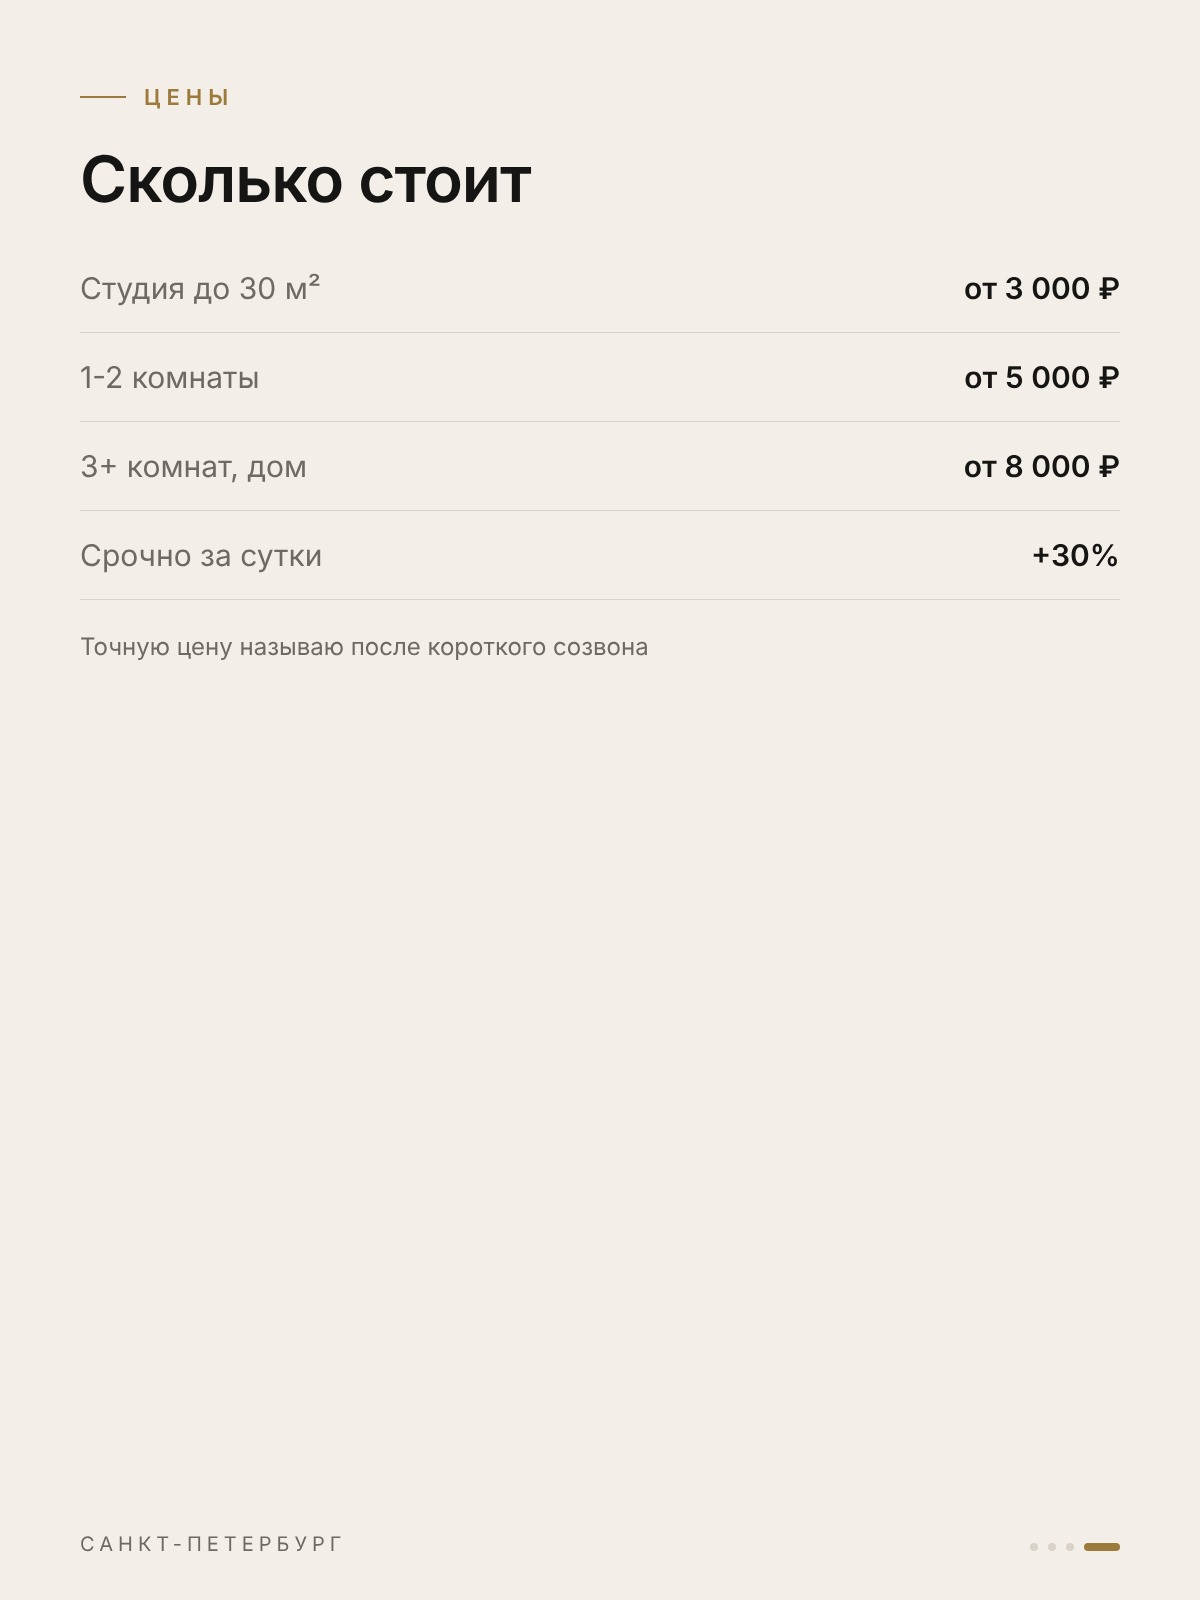 ЦЕНЫ
Сколько стоит
Студия до 30 м² от 3 000 ₽
1-2 комнаты от 5 000 ₽
3+ комнат, дом от 8 000 ₽
Срочно за сутки +30%
Точную цену называю после короткого созвона
САНКТ-ПЕТЕРБУРГ